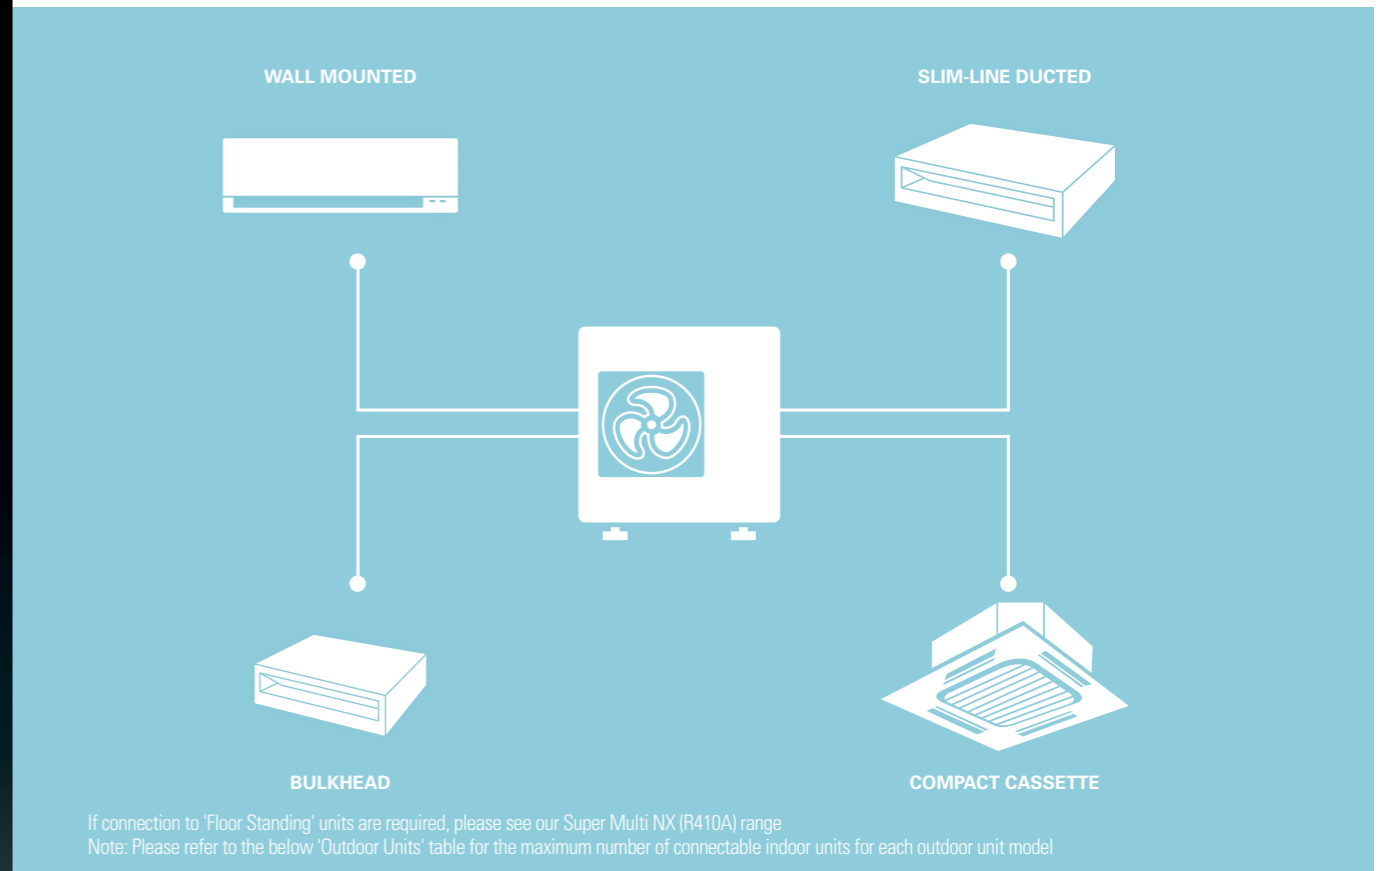 WALL MOUNTED
SLIM-LINE DUCTED
BULKHEAD
COMPACT CASSETTE
If connection to 'Floor Standing' units are required, please see our Super Multi NX (R410A) range
Note: Please refer to the below 'Outdoor Units' table for the maximum number of connectable indoor units for each outdoor unit model